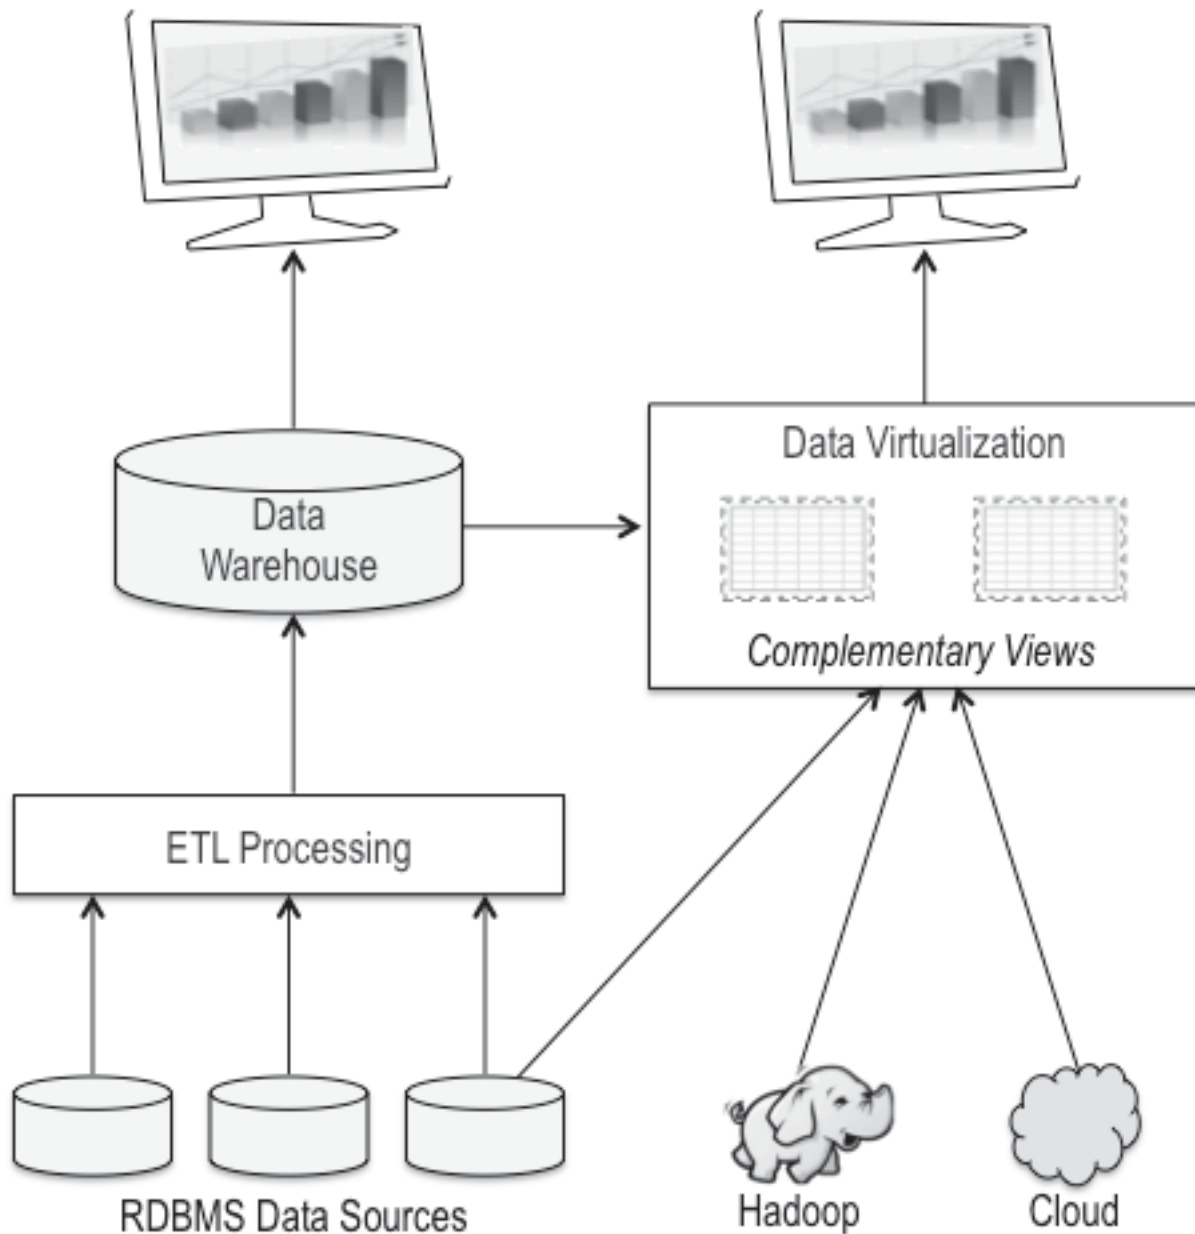 Data Virtualization
Data
Warehouse
Complementary Views
ETL Processing
RDBMS Data Sources
Hadoop
Cloud